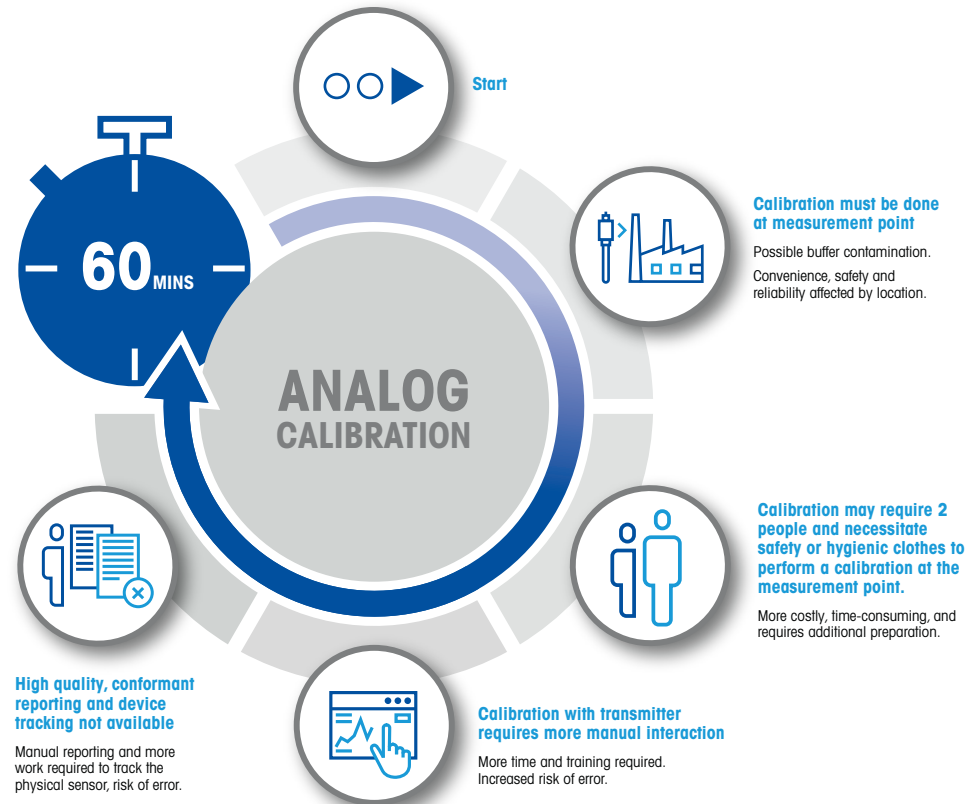 Start
60 MINS
Calibration must be done
at measurement point
Possible buffer contamination.
Convenience, safety and
reliability affected by location.
ANALOG
CALIBRATION
Calibration may require 2
people and necessitate
safety or hygienic clothes to
perform a calibration at the
measurement point.
More costly, time-consuming, and
requires additional preparation.
Calibration with transmitter
requires more manual interaction
More time and training required.
Increased risk of error.
High quality, conformant
reporting and device
tracking not available
Manual reporting and more
work required to track the
physical sensor, risk of error.